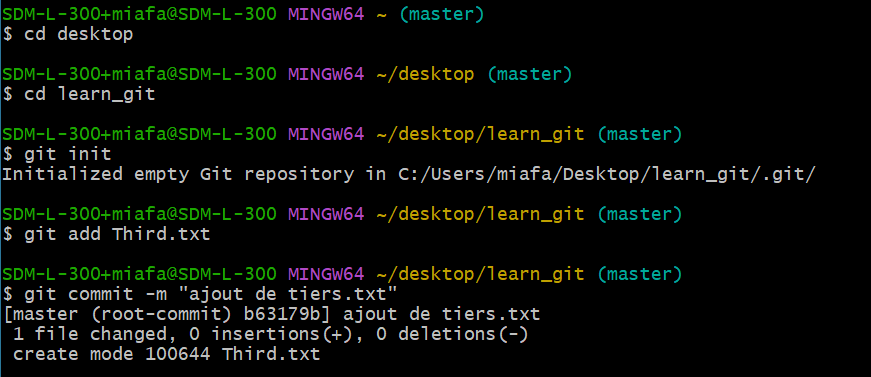 SDM-L-300+miafa@SDM-L-300 MINGW64 ~ (master)
$ cd desktop
SDM-L-300+miafa@SDM-L-300 MINGW64 ~/desktop (master)
$ cd learn_git
SDM-L-300+miafa@SDM-L-300 MINGW64 ~/desktop/learn_git (master)
$ git init
Initialized empty Git repository in C:/Users/miafa/Desktop/learn_git/.git/
SDM-L-300+miafa@SDM-L-300 MINGW64 ~/desktop/learn_git (master)
$ git add Third.txt
SDM-L-300+miafa@SDM-L-300 MINGW64 ~/desktop/learn_git (master)
$ git commit -m "ajout de tiers.txt"
[master (root-commit) b63179b] ajout de tiers.txt
 1 file changed, 0 insertions(+), 0 deletions(-)
 create mode 100644 Third.txt